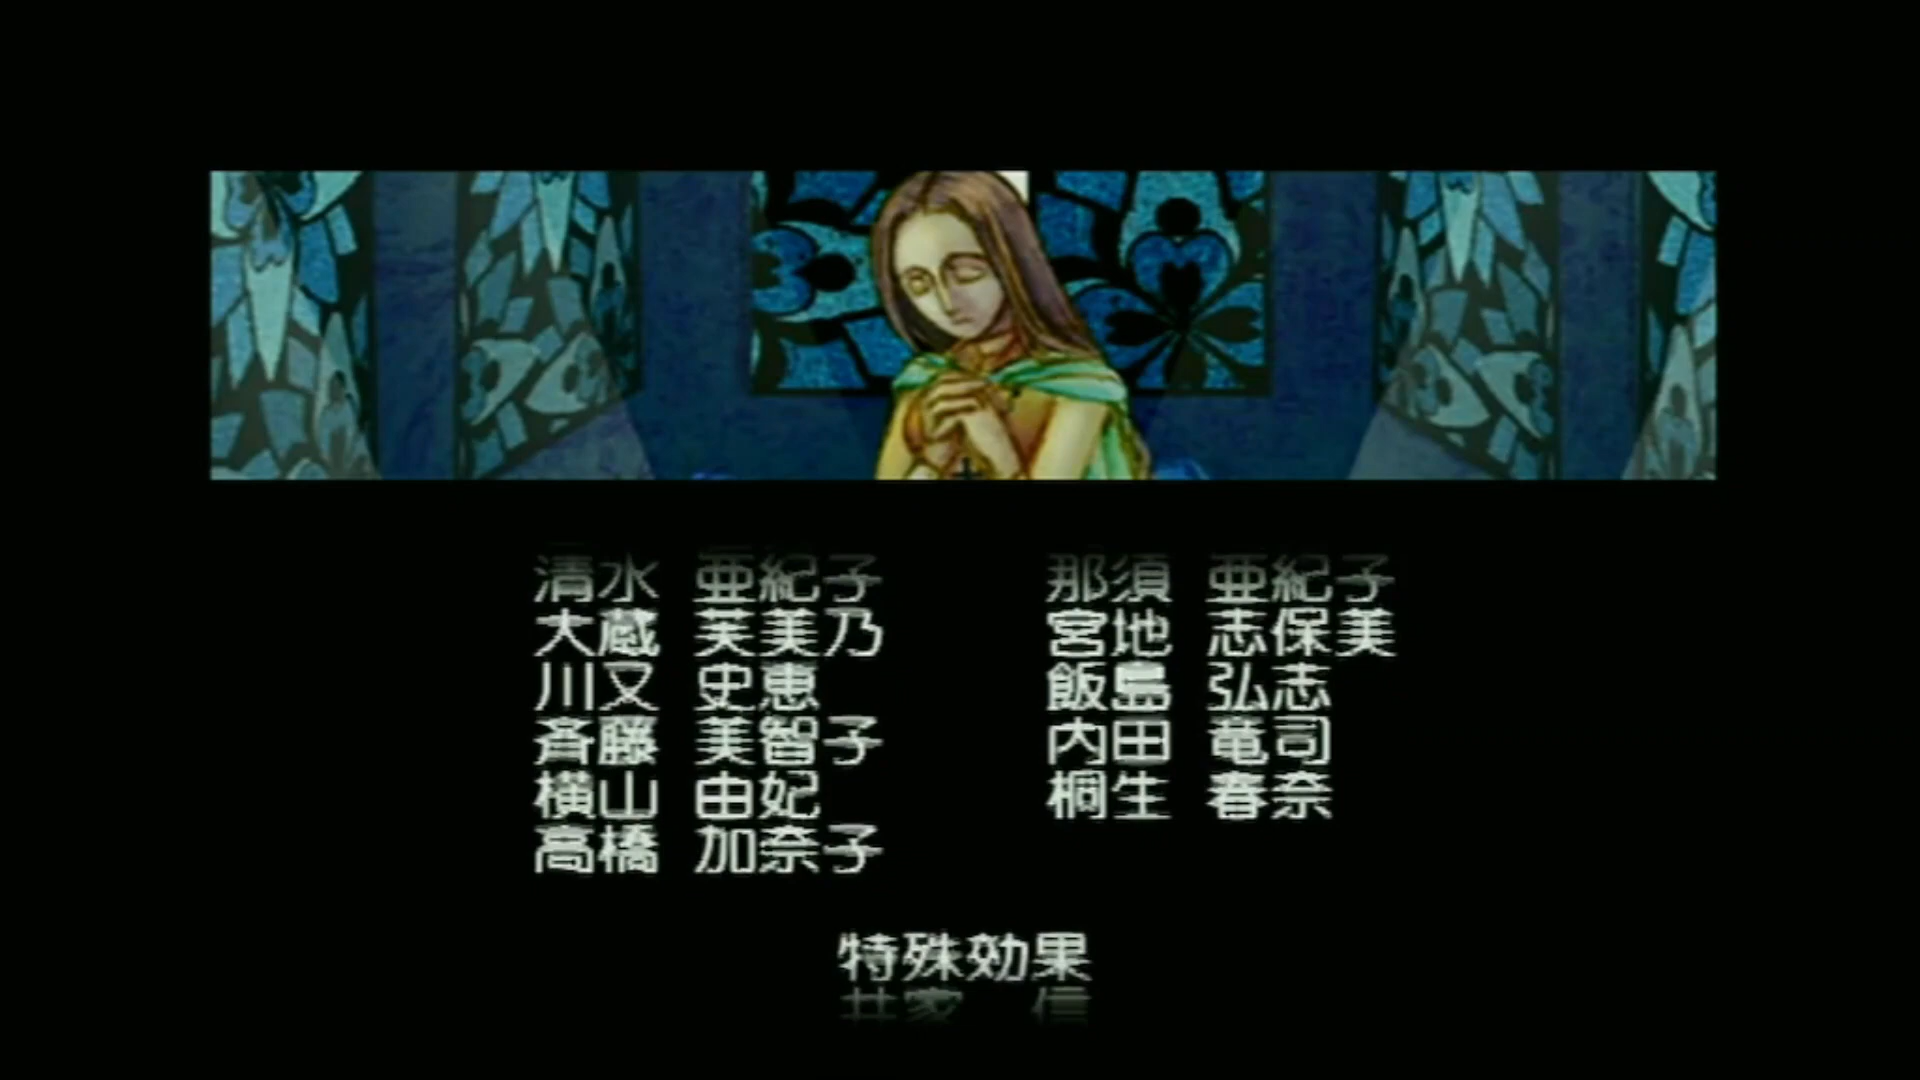 清水 亜紀子 那須 亜紀子
大蔵 芙美乃 宮地 志保美
川又 史恵 飯島 弘志
斉藤 美智子 内田 竜司
横山 由妃 桐生 春奈
高橋 加奈子
特殊効果